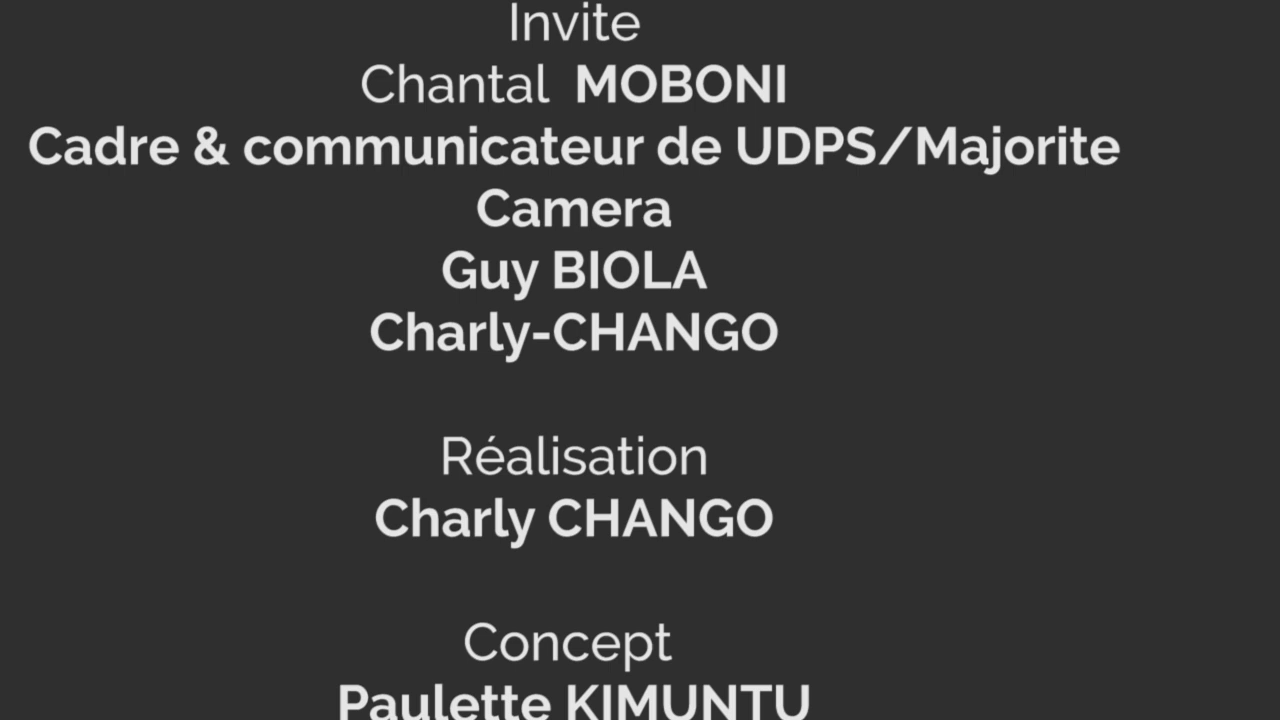 Invite
Chantal MOBONI
Cadre & communicateur de UDPS/Majorite
Camera
Guy BIOLA
Charly-CHANGO
Réalisation
Charly CHANGO
Concept
Paulette KIMUNTU